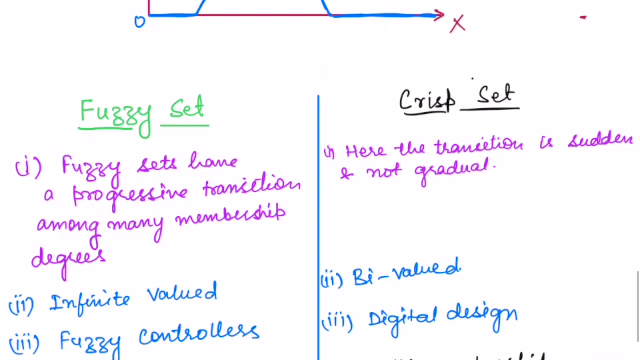 0
X
Fuzzy Set
(i) Fuzzy sets have
a progressive transition
among many membership
degrees
(ii) Infinite Valued
(iii) Fuzzy Controllers
Crisp Set
i) Here the transition is sudden
& not gradual.
(ii) Bi-valued
(iii) Digital design